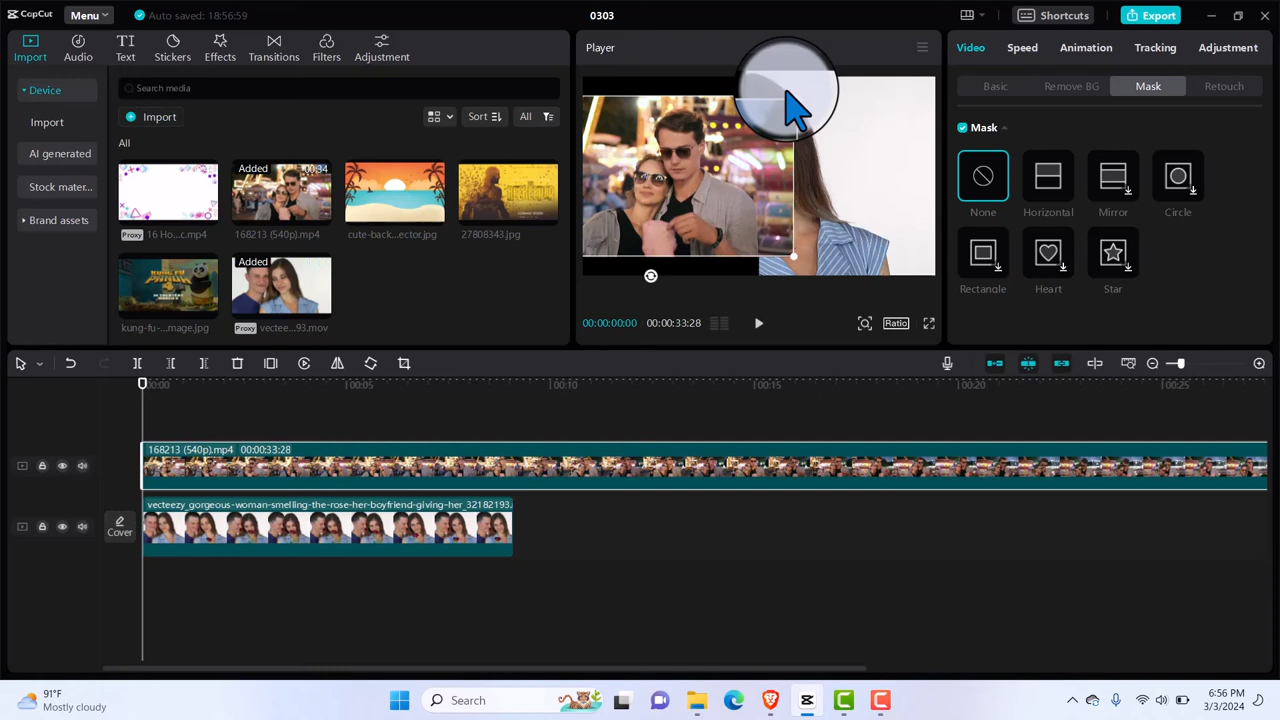 CapCut
Menu
Auto saved: 18:56:59
0303
Shortcuts
Export
Import
Audio
Text
Stickers
Effects
Transitions
Filters
Adjustment
Device
Import
AI generated
Stock mater...
Brand assets
Search media
Import
Sort
All
All
Proxy
16 Ho...c.mp4
Added
00:34
168213 (540p).mp4
cute-back...ector.jpg
27808343.jpg
kung-fu-...mage.jpg
Added
Proxy
vectee...93.mov
Player
00:00:00:00
00:00:33:28
Ratio
Video
Speed
Animation
Tracking
Adjustment
Basic
Remove BG
Mask
Retouch
Mask
None
Horizontal
Mirror
Circle
Rectangle
Heart
Star
00:00
00:05
00:10
00:15
00:20
00:25
168213 (540p).mp4 00:00:33:28
Cover
vecteezy_gorgeous-woman-smelling-the-rose-her-boyfriend-giving-her_32182193.
91°F
Mostly cloudy
Search
6:56 PM
3/3/2024